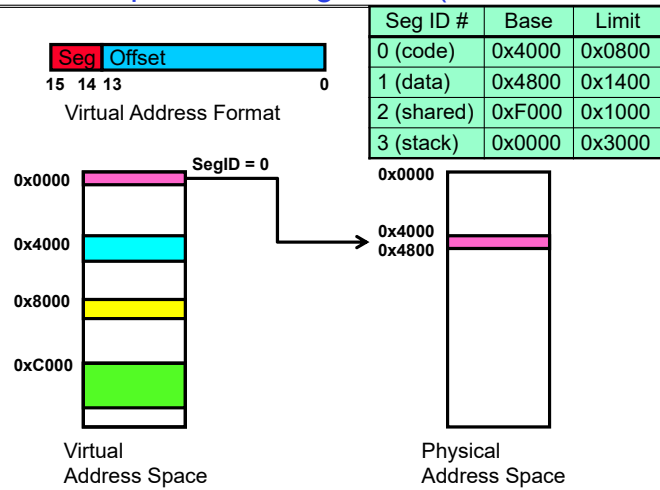 Seg ID # Base Limit
0 (code) 0x4000 0x0800
1 (data) 0x4800 0x1400
2 (shared) 0xF000 0x1000
3 (stack) 0x0000 0x3000
Seg Offset
15 14 13 0
Virtual Address Format
SegID = 0
0x0000
0x4000
0x8000
0xC000
Virtual
Address Space
0x0000
0x4000
0x4800
Physical
Address Space